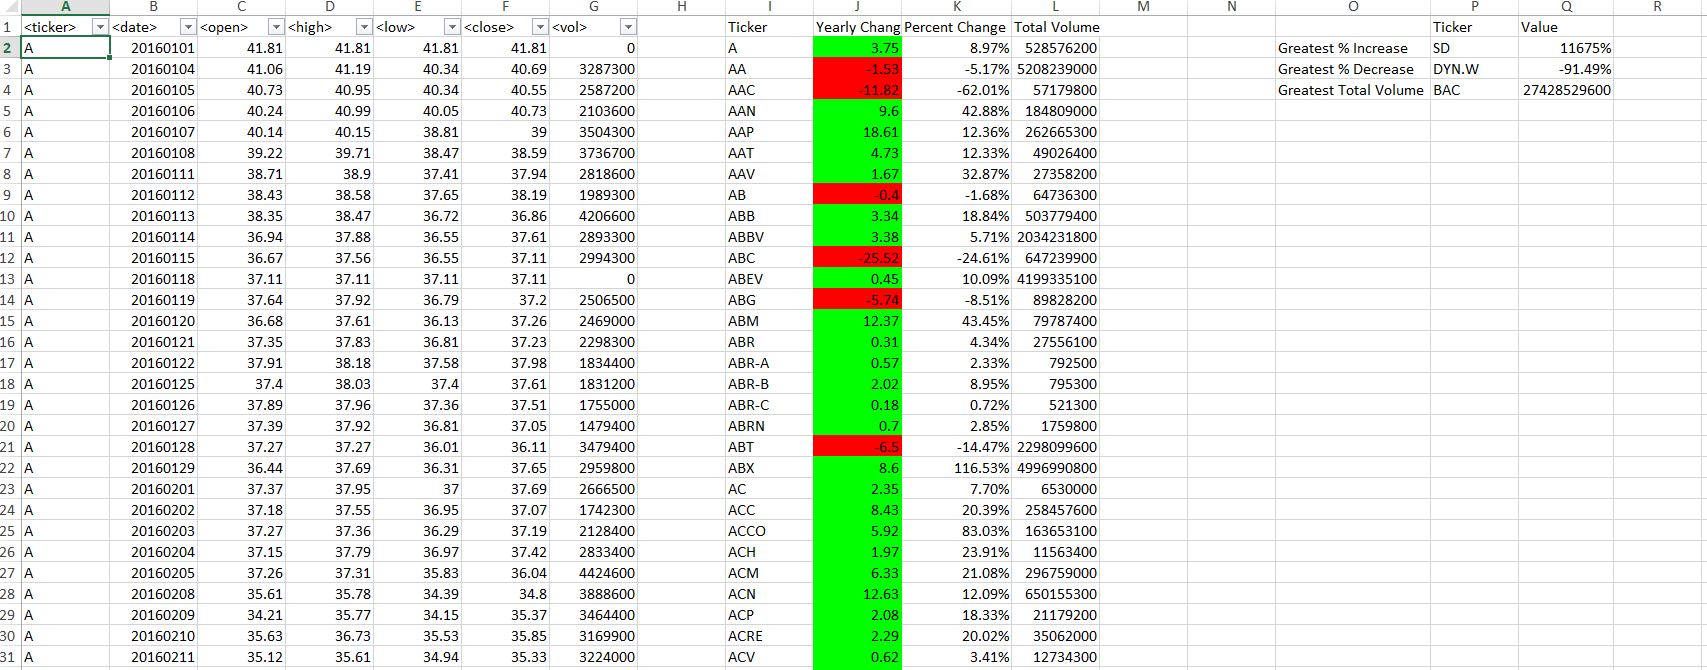 A B C D E F G H I J K L M N O P Q R
1 <ticker> <date> <open> <high> <low> <close> <vol> Ticker Yearly Chang Percent Change Total Volume Ticker Value
2 A 20160101 41.81 41.81 41.81 41.81 0 A 3.75 8.97% 528576200 Greatest % Increase SD 11675%
3 A 20160104 41.06 41.19 40.34 40.69 3287300 AA -1.53 -5.17% 5208239000 Greatest % Decrease DYN.W -91.49%
4 A 20160105 40.73 40.95 40.34 40.55 2587200 AAC -11.82 -62.01% 57179800 Greatest Total Volume BAC 27428529600
5 A 20160106 40.24 40.99 40.05 40.73 2103600 AAN 9.6 42.88% 184809000
6 A 20160107 40.14 40.15 38.81 39 3504300 AAP 18.61 12.36% 262665300
7 A 20160108 39.22 39.71 38.47 38.59 3736700 AAT 4.73 12.33% 49026400
8 A 20160111 38.71 38.9 37.41 37.94 2818600 AAV 1.67 32.87% 27358200
9 A 20160112 38.43 38.58 37.65 38.19 1989300 AB -0.4 -1.68% 64736300
10 A 20160113 38.35 38.47 36.72 36.86 4206600 ABB 3.34 18.84% 503779400
11 A 20160114 36.94 37.88 36.55 37.61 2893300 ABBV 3.38 5.71% 2034231800
12 A 20160115 36.67 37.56 36.55 37.11 2994300 ABC -25.52 -24.61% 647239900
13 A 20160118 37.11 37.11 37.11 37.11 0 ABEV 0.45 10.09% 4199335100
14 A 20160119 37.64 37.92 36.79 37.2 2506500 ABG -5.74 -8.51% 89828200
15 A 20160120 36.68 37.61 36.13 37.26 2469000 ABM 12.37 43.45% 79787400
16 A 20160121 37.35 37.83 36.81 37.23 2298300 ABR 0.31 4.34% 27556100
17 A 20160122 37.91 38.18 37.58 37.98 1834400 ABR-A 0.57 2.33% 792500
18 A 20160125 37.4 38.03 37.4 37.61 1831200 ABR-B 2.02 8.95% 795300
19 A 20160126 37.89 37.96 37.36 37.51 1755000 ABR-C 0.18 0.72% 521300
20 A 20160127 37.39 37.92 36.81 37.05 1479400 ABRN 0.7 2.85% 1759800
21 A 20160128 37.27 37.27 36.01 36.11 3479400 ABT -6.5 -14.47% 2298099600
22 A 20160129 36.44 37.69 36.31 37.65 2959800 ABX 8.6 116.53% 4996990800
23 A 20160201 37.37 37.95 37 37.69 2666500 AC 2.35 7.70% 6530000
24 A 20160202 37.18 37.55 36.95 37.07 1742300 ACC 8.43 20.39% 258457600
25 A 20160203 37.27 37.36 36.29 37.19 2128400 ACCO 5.92 83.03% 163653100
26 A 20160204 37.15 37.79 36.97 37.42 2833400 ACH 1.97 23.91% 11563400
27 A 20160205 37.26 37.31 35.83 36.04 4424600 ACM 6.33 21.08% 296759000
28 A 20160208 35.61 35.78 34.39 34.8 3888600 ACN 12.63 12.09% 650155300
29 A 20160209 34.21 35.77 34.15 35.37 3464400 ACP 2.08 18.33% 21179200
30 A 20160210 35.63 36.73 35.53 35.85 3169900 ACRE 2.29 20.02% 35062000
31 A 20160211 35.12 35.61 34.94 35.33 3224000 ACV 0.62 3.41% 12734300